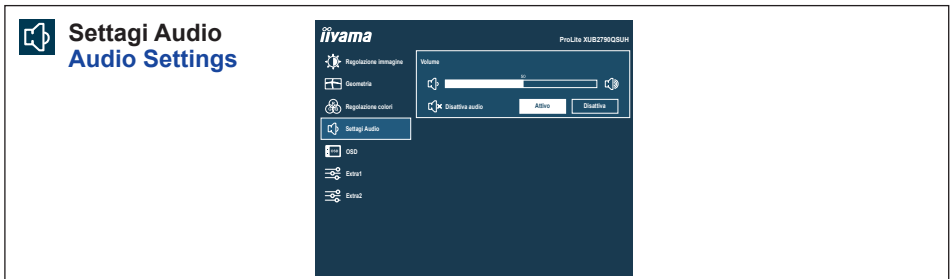 Settagi Audio
Audio Settings
iiyama
ProLite XUB2790QSUH
Regolazione immagine
Volume
50
Geometria
Regolazione colori
Disattiva audio
Attivo
Disattiva
Settagi Audio
OSD
OSD
Extra1
Extra2